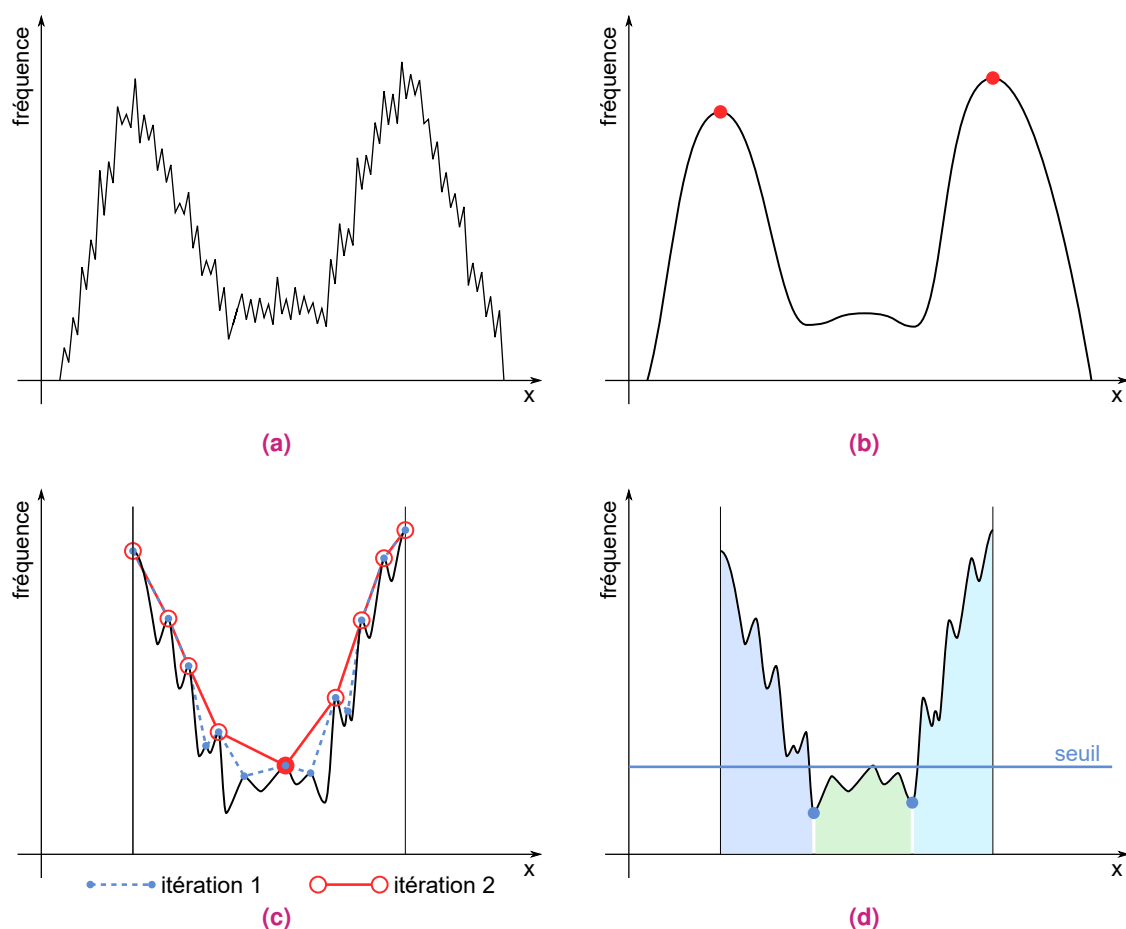 fréquence
x
(a)
fréquence
x
(b)
fréquence
x
itération 1
itération 2
(c)
fréquence
seuil
x
(d)